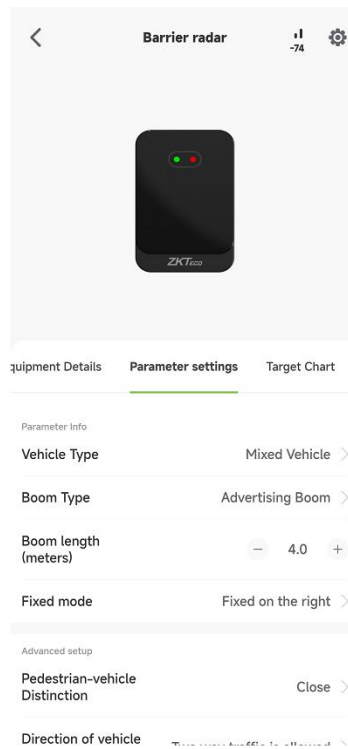 Barrier radar
-74
ZKTeco
quipment Details Parameter settings Target Chart
Parameter Info
Vehicle Type Mixed Vehicle
Boom Type Advertising Boom
Boom length
(meters)
− 4.0 +
Fixed mode Fixed on the right
Advanced setup
Pedestrian-vehicle
Distinction
Close
Direction of vehicle
Two-way traffic is allowed